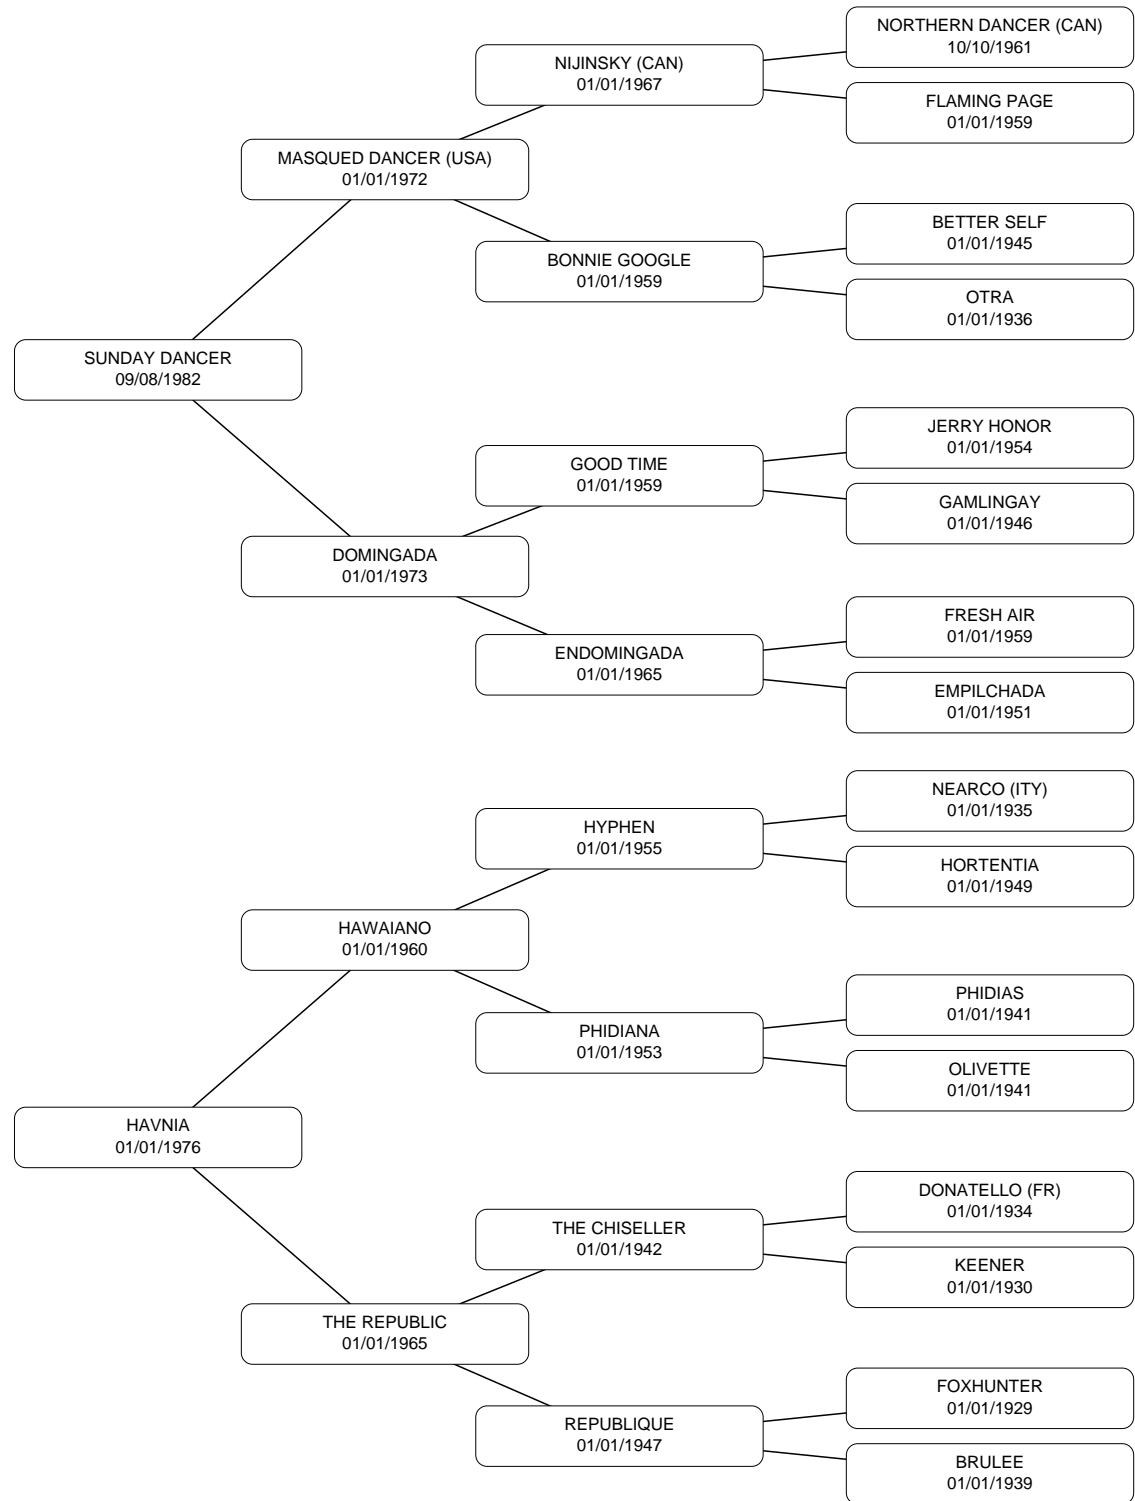 NORTHERN DANCER (CAN)
10/10/1961
NIJINSKY (CAN)
01/01/1967
FLAMING PAGE
01/01/1959
MASQUED DANCER (USA)
01/01/1972
BETTER SELF
01/01/1945
BONNIE GOOGLE
01/01/1959
OTRA
01/01/1936
SUNDAY DANCER
09/08/1982
JERRY HONOR
01/01/1954
GOOD TIME
01/01/1959
GAMLINGAY
01/01/1946
DOMINGADA
01/01/1973
FRESH AIR
01/01/1959
ENDOMINGADA
01/01/1965
EMPILCHADA
01/01/1951
NEARCO (ITY)
01/01/1935
HYPHEN
01/01/1955
HORTENTIA
01/01/1949
HAWAIANO
01/01/1960
PHIDIAS
01/01/1941
PHIDIANA
01/01/1953
OLIVETTE
01/01/1941
HAVNIA
01/01/1976
DONATELLO (FR)
01/01/1934
THE CHISELLER
01/01/1942
KEENER
01/01/1930
THE REPUBLIC
01/01/1965
FOXHUNTER
01/01/1929
REPUBLIQUE
01/01/1947
BRULEE
01/01/1939